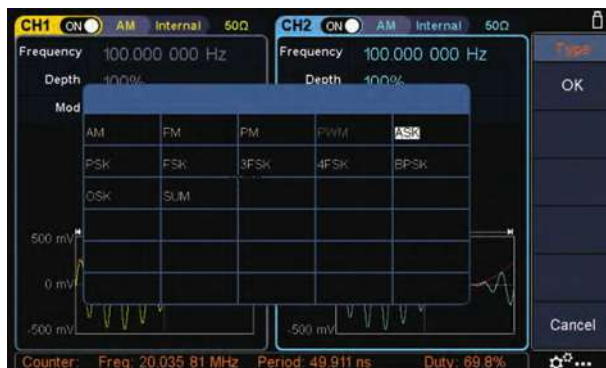 CH1 ON AM Internal 50Ω
CH2 ON AM Internal 50Ω
Type
Frequency 100.000 000 Hz
Frequency 100.000 000 Hz
Depth 100%
Depth 100%
OK
Mod
AM FM PM PWM ASK
PSK FSK 3FSK 4FSK BPSK
OSK SUM
500 mV
0 mV
-500 mV
-500 mV
Cancel
Counter: Freq: 20.035 81 MHz Period: 49.911 ns Duty: 69.8%